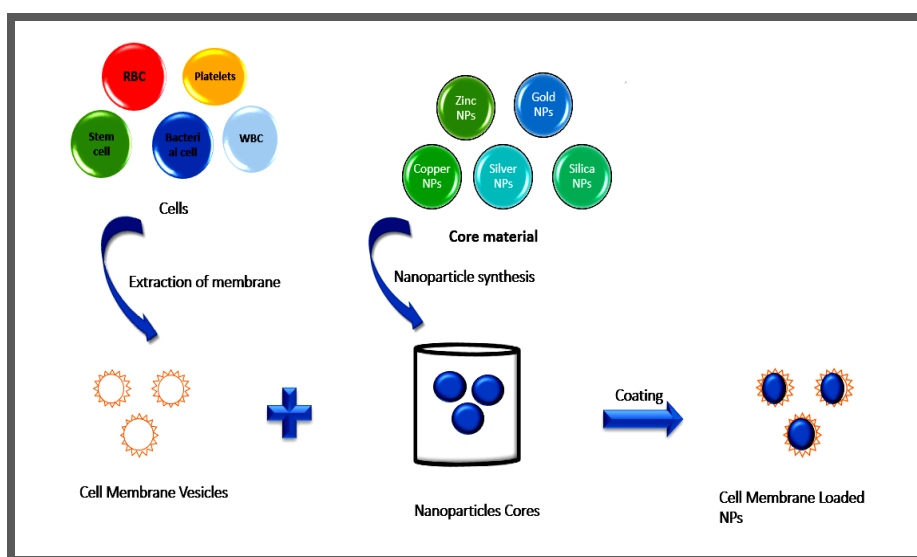 RBC
Platelets
Stem
cell
Bacteri
al cell
WBC
Cells
Zinc
NPs
Gold
NPs
Copper
NPs
Silver
NPs
Silica
NPs
Core material
Extraction of membrane
Nanoparticle synthesis
Coating
Cell Membrane Vesicles
Nanoparticles Cores
Cell Membrane Loaded
NPs